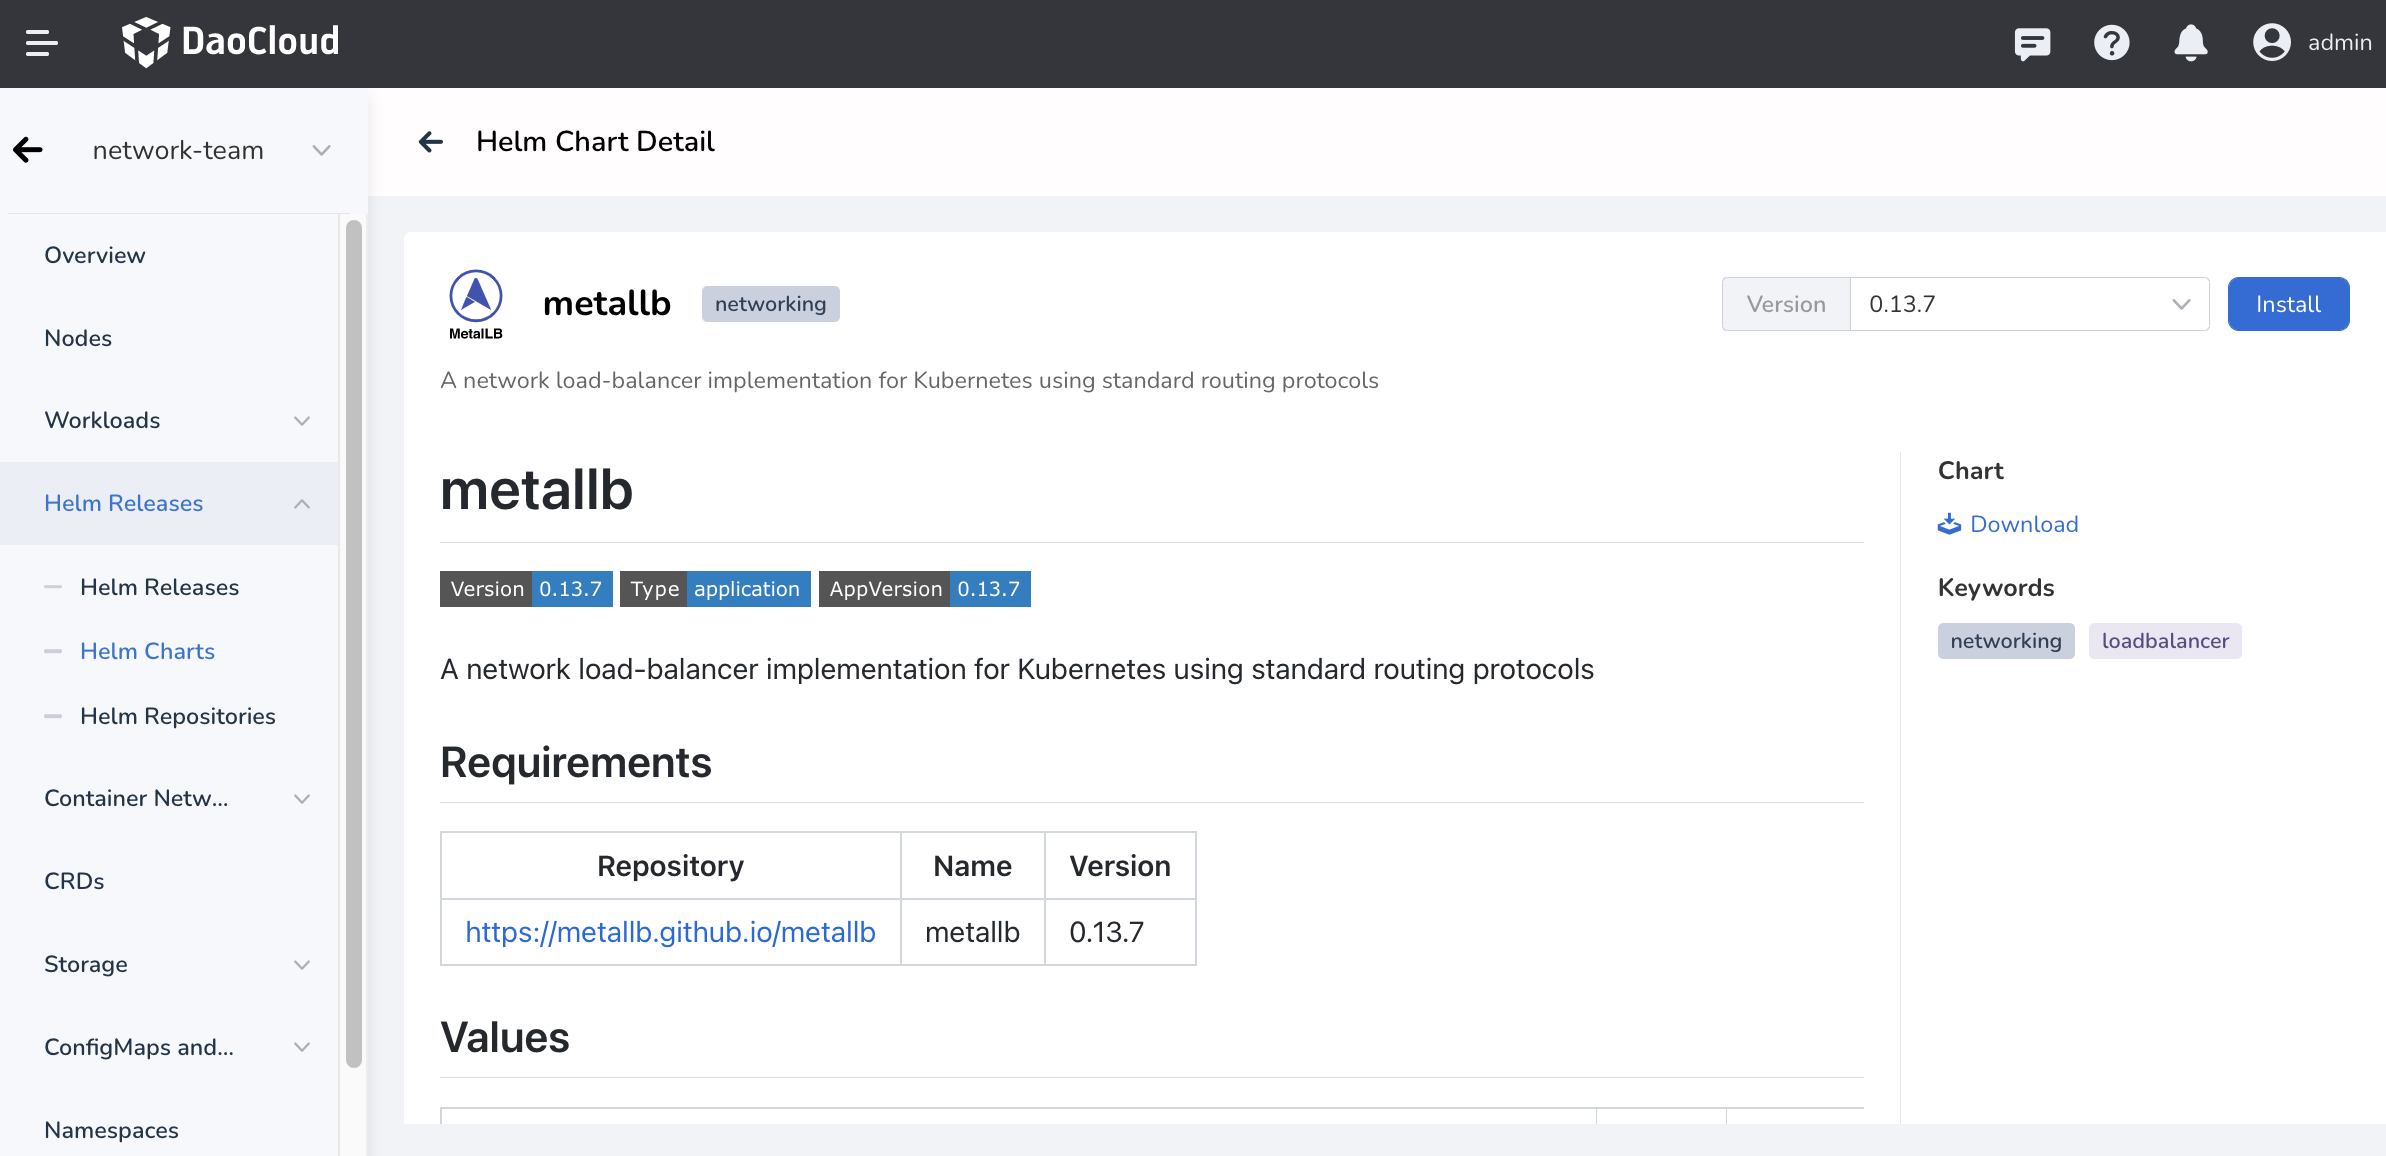 DaoCloud
admin
network-team
Helm Chart Detail
Overview
Nodes
Workloads
Helm Releases
Helm Releases
Helm Charts
Helm Repositories
Container Netw...
CRDs
Storage
ConfigMaps and...
Namespaces
MetalLB
metallb
networking
Version
0.13.7
Install
A network load-balancer implementation for Kubernetes using standard routing protocols
metallb
Version 0.13.7 Type application AppVersion 0.13.7
A network load-balancer implementation for Kubernetes using standard routing protocols
Requirements
Repository Name Version
https://metallb.github.io/metallb metallb 0.13.7
Values
Chart
Download
Keywords
networking loadbalancer